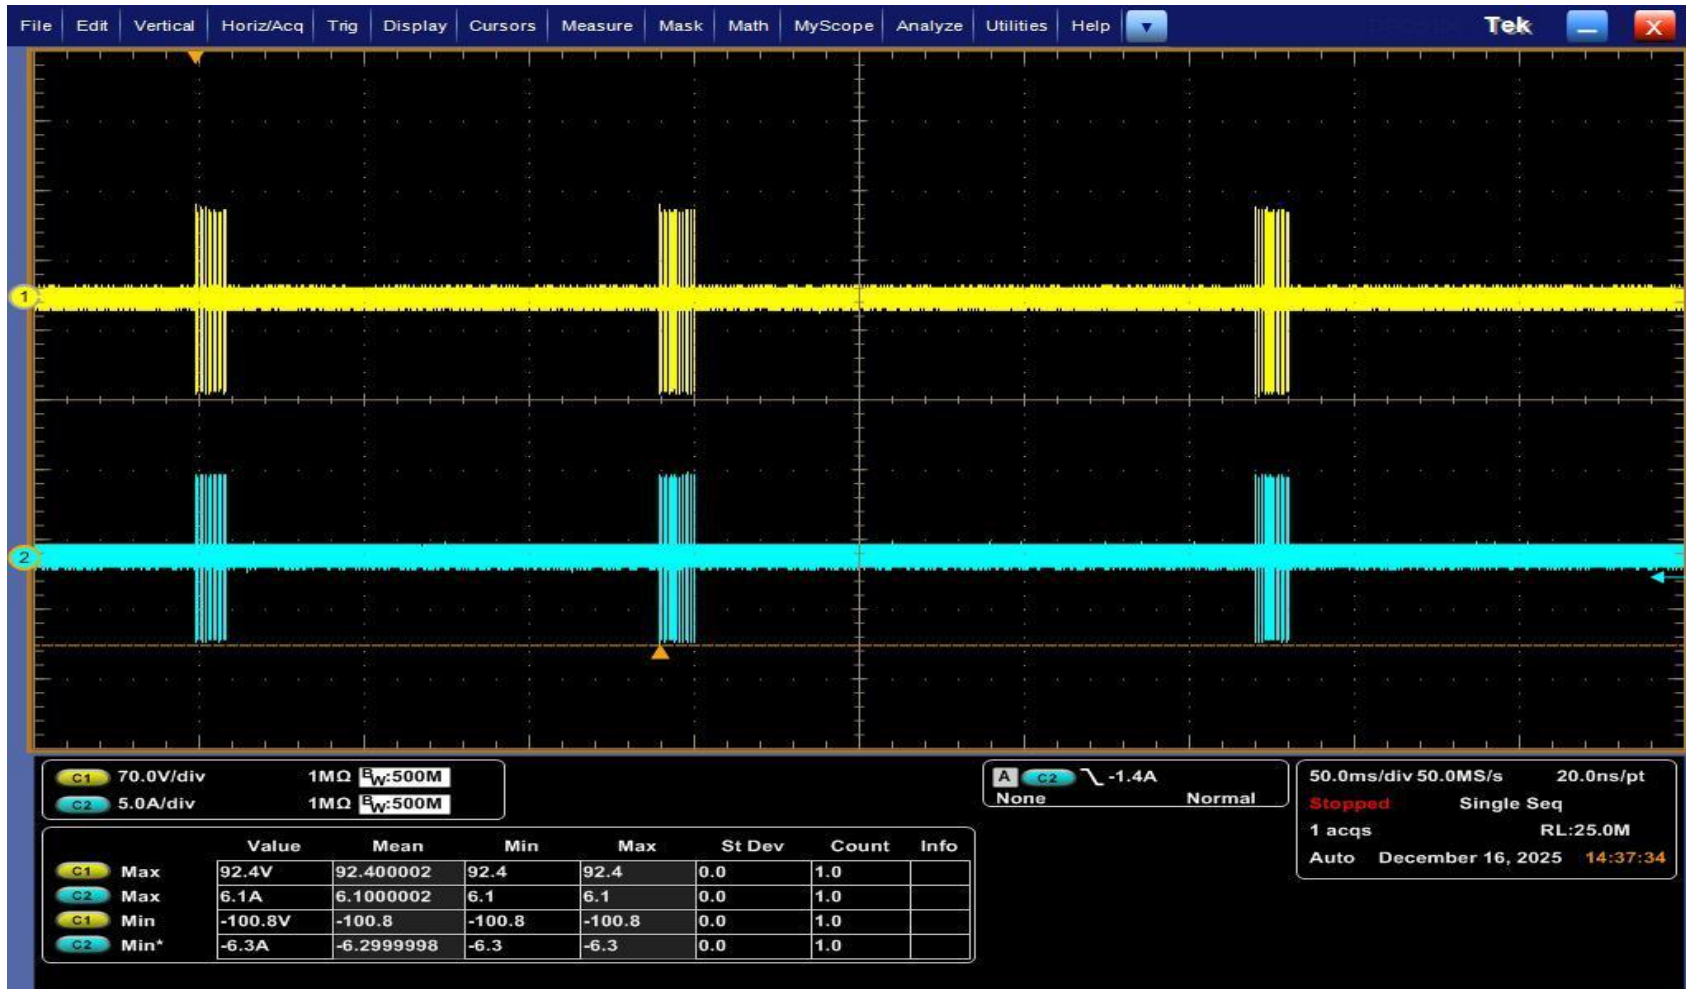 File Edit Vertical Horiz/Acq Trig Display Cursors Measure Mask Math MyScope Analyze Utilities Help Tek X
1
2
C1 70.0V/div 1MΩ BW:500M
C2 5.0A/div 1MΩ BW:500M
A C2 -1.4A
None Normal
50.0ms/div 50.0MS/s 20.0ns/pt
Stopped Single Seq
1 acqs RL:25.0M
Auto December 16, 2025 14:37:34
Value Mean Min Max St Dev Count Info
C1 Max 92.4V 92.400002 92.4 92.4 0.0 1.0
C2 Max 6.1A 6.1000002 6.1 6.1 0.0 1.0
C1 Min -100.8V -100.8 -100.8 -100.8 0.0 1.0
C2 Min* -6.3A -6.2999998 -6.3 -6.3 0.0 1.0